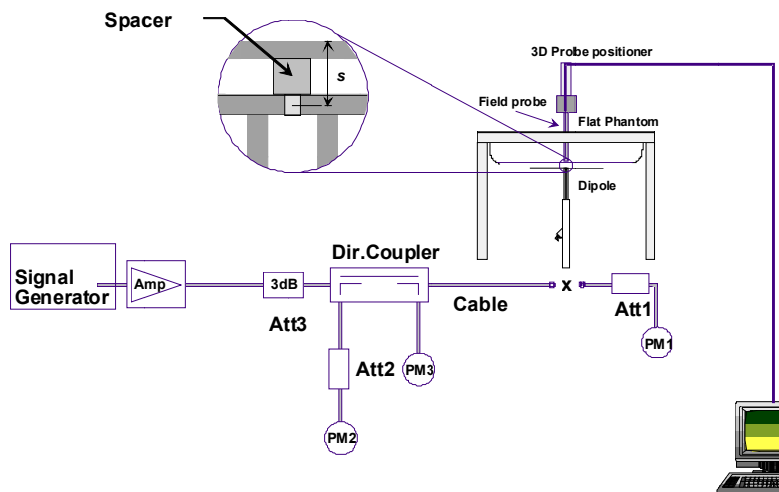 Spacer
s
3D Probe positioner
Field probe
Flat Phantom
Dipole
Dir.Coupler
Signal
Generator
Amp
3dB
Att3
Cable
x
Att1
PM1
Att2
PM3
PM2